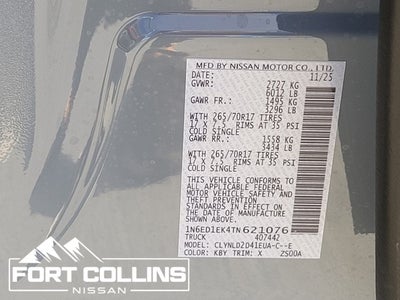 MFD BY NISSAN MOTOR CO., LTD.
DATE: 11/25
GVWR: 2727 KG
6012 LB
GAWR FR.: 1495 KG
3296 LB
WITH 265/70R17 TIRES
17 X 7.5 RIMS AT 35 PSI
COLD SINGLE
GAWR RR.: 1558 KG
3434 LB
WITH 265/70R17 TIRES
17 X 7.5 RIMS AT 35 PSI
COLD SINGLE
THIS VEHICLE CONFORMS TO ALL
APPLICABLE FEDERAL MOTOR
VEHICLE SAFETY AND
THEFT PREVENTION
STANDARDS IN EFFECT ON THE
DATE OF MANUFACTURE
SHOWN ABOVE.
1N6ED1EK4TN621076
TRUCK 407442
MODEL: CLYNLD2D41EUA-C--E
COLOR: KBY TRIM: X 2S00A
FORT COLLINS
NISSAN